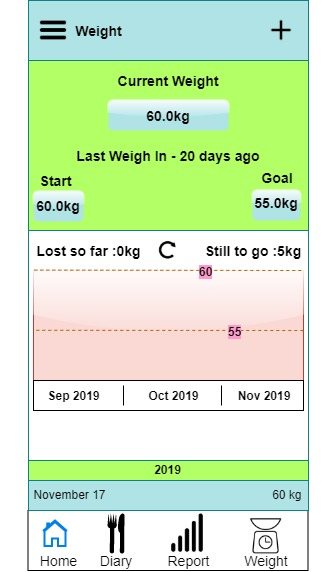 Weight
Current Weight
60.0kg
Last Weigh In - 20 days ago
Start
Goal
60.0kg
55.0kg
Lost so far :0kg
Still to go :5kg
60
55
Sep 2019
Oct 2019
Nov 2019
2019
November 17
60 kg
Home
Diary
Report
Weight